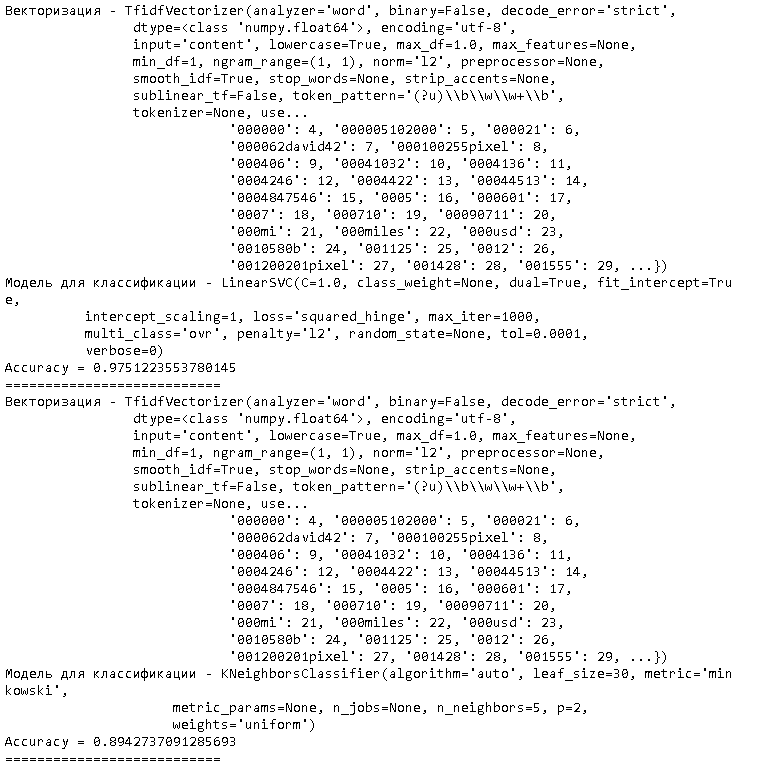 Векторизация - TfidfVectorizer(analyzer='word', binary=False, decode_error='strict',
dtype=<class 'numpy.float64'>, encoding='utf-8',
input='content', lowercase=True, max_df=1.0, max_features=None,
min_df=1, ngram_range=(1, 1), norm='l2', preprocessor=None,
smooth_idf=True, stop_words=None, strip_accents=None,
sublinear_tf=False, token_pattern='(?u)\\b\\w\\w+\\b',
tokenizer=None, use...
'000000': 4, '000005102000': 5, '000021': 6,
'000062david42': 7, '000100255pixel': 8,
'000406': 9, '00041032': 10, '0004136': 11,
'0004246': 12, '0004422': 13, '00044513': 14,
'0004847546': 15, '0005': 16, '000601': 17,
'0007': 18, '000710': 19, '00090711': 20,
'000mi': 21, '000miles': 22, '000usd': 23,
'0010580b': 24, '001125': 25, '0012': 26,
'001200201pixel': 27, '001428': 28, '001555': 29, ...})
Модель для классификации - LinearSVC(C=1.0, class_weight=None, dual=True, fit_intercept=Tru
e,
intercept_scaling=1, loss='squared_hinge', max_iter=1000,
multi_class='ovr', penalty='l2', random_state=None, tol=0.0001,
verbose=0)
Accuracy = 0.9751223553780145
===========================
Векторизация - TfidfVectorizer(analyzer='word', binary=False, decode_error='strict',
dtype=<class 'numpy.float64'>, encoding='utf-8',
input='content', lowercase=True, max_df=1.0, max_features=None,
min_df=1, ngram_range=(1, 1), norm='l2', preprocessor=None,
smooth_idf=True, stop_words=None, strip_accents=None,
sublinear_tf=False, token_pattern='(?u)\\b\\w\\w+\\b',
tokenizer=None, use...
'000000': 4, '000005102000': 5, '000021': 6,
'000062david42': 7, '000100255pixel': 8,
'000406': 9, '00041032': 10, '0004136': 11,
'0004246': 12, '0004422': 13, '00044513': 14,
'0004847546': 15, '0005': 16, '000601': 17,
'0007': 18, '000710': 19, '00090711': 20,
'000mi': 21, '000miles': 22, '000usd': 23,
'0010580b': 24, '001125': 25, '0012': 26,
'001200201pixel': 27, '001428': 28, '001555': 29, ...})
Модель для классификации - KNeighborsClassifier(algorithm='auto', leaf_size=30, metric='min
kowski',
metric_params=None, n_jobs=None, n_neighbors=5, p=2,
weights='uniform')
Accuracy = 0.8942737091285693
===========================